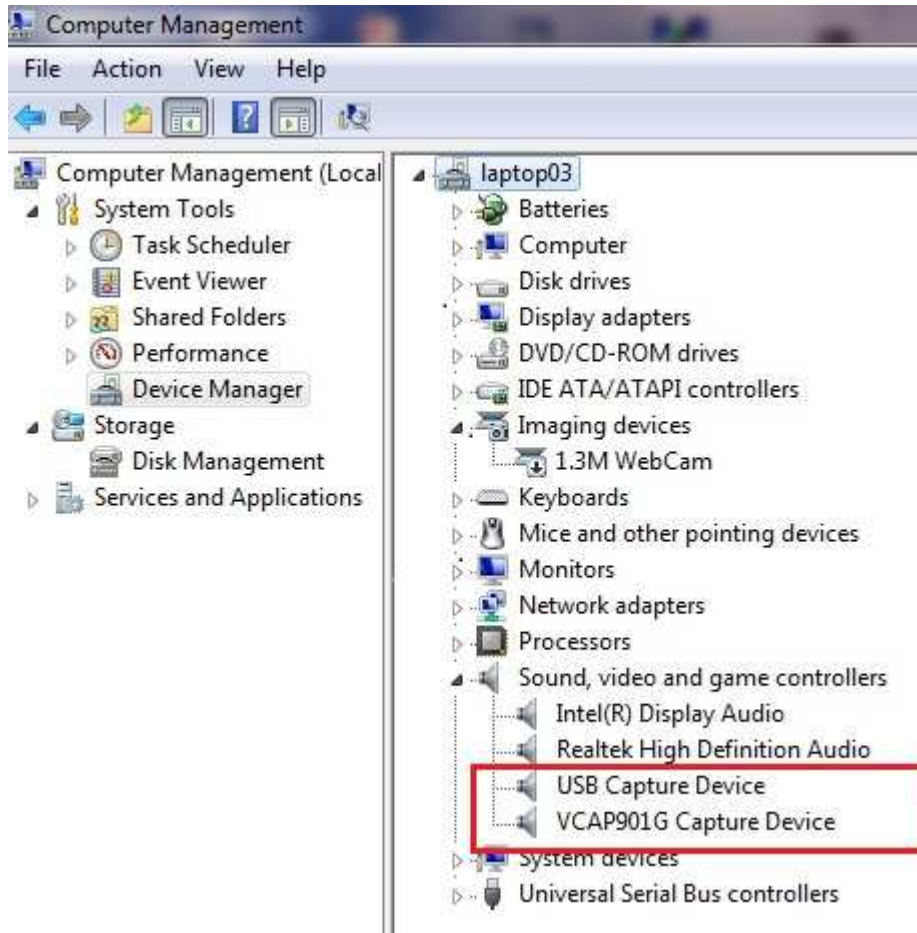 Computer Management
File Action View Help
Computer Management (Local
System Tools
Task Scheduler
Event Viewer
Shared Folders
Performance
Device Manager
Storage
Disk Management
Services and Applications
laptop03
Batteries
Computer
Disk drives
Display adapters
DVD/CD-ROM drives
IDE ATA/ATAPI controllers
Imaging devices
1.3M WebCam
Keyboards
Mice and other pointing devices
Monitors
Network adapters
Processors
Sound, video and game controllers
Intel(R) Display Audio
Realtek High Definition Audio
USB Capture Device
VCAP901G Capture Device
System devices
Universal Serial Bus controllers